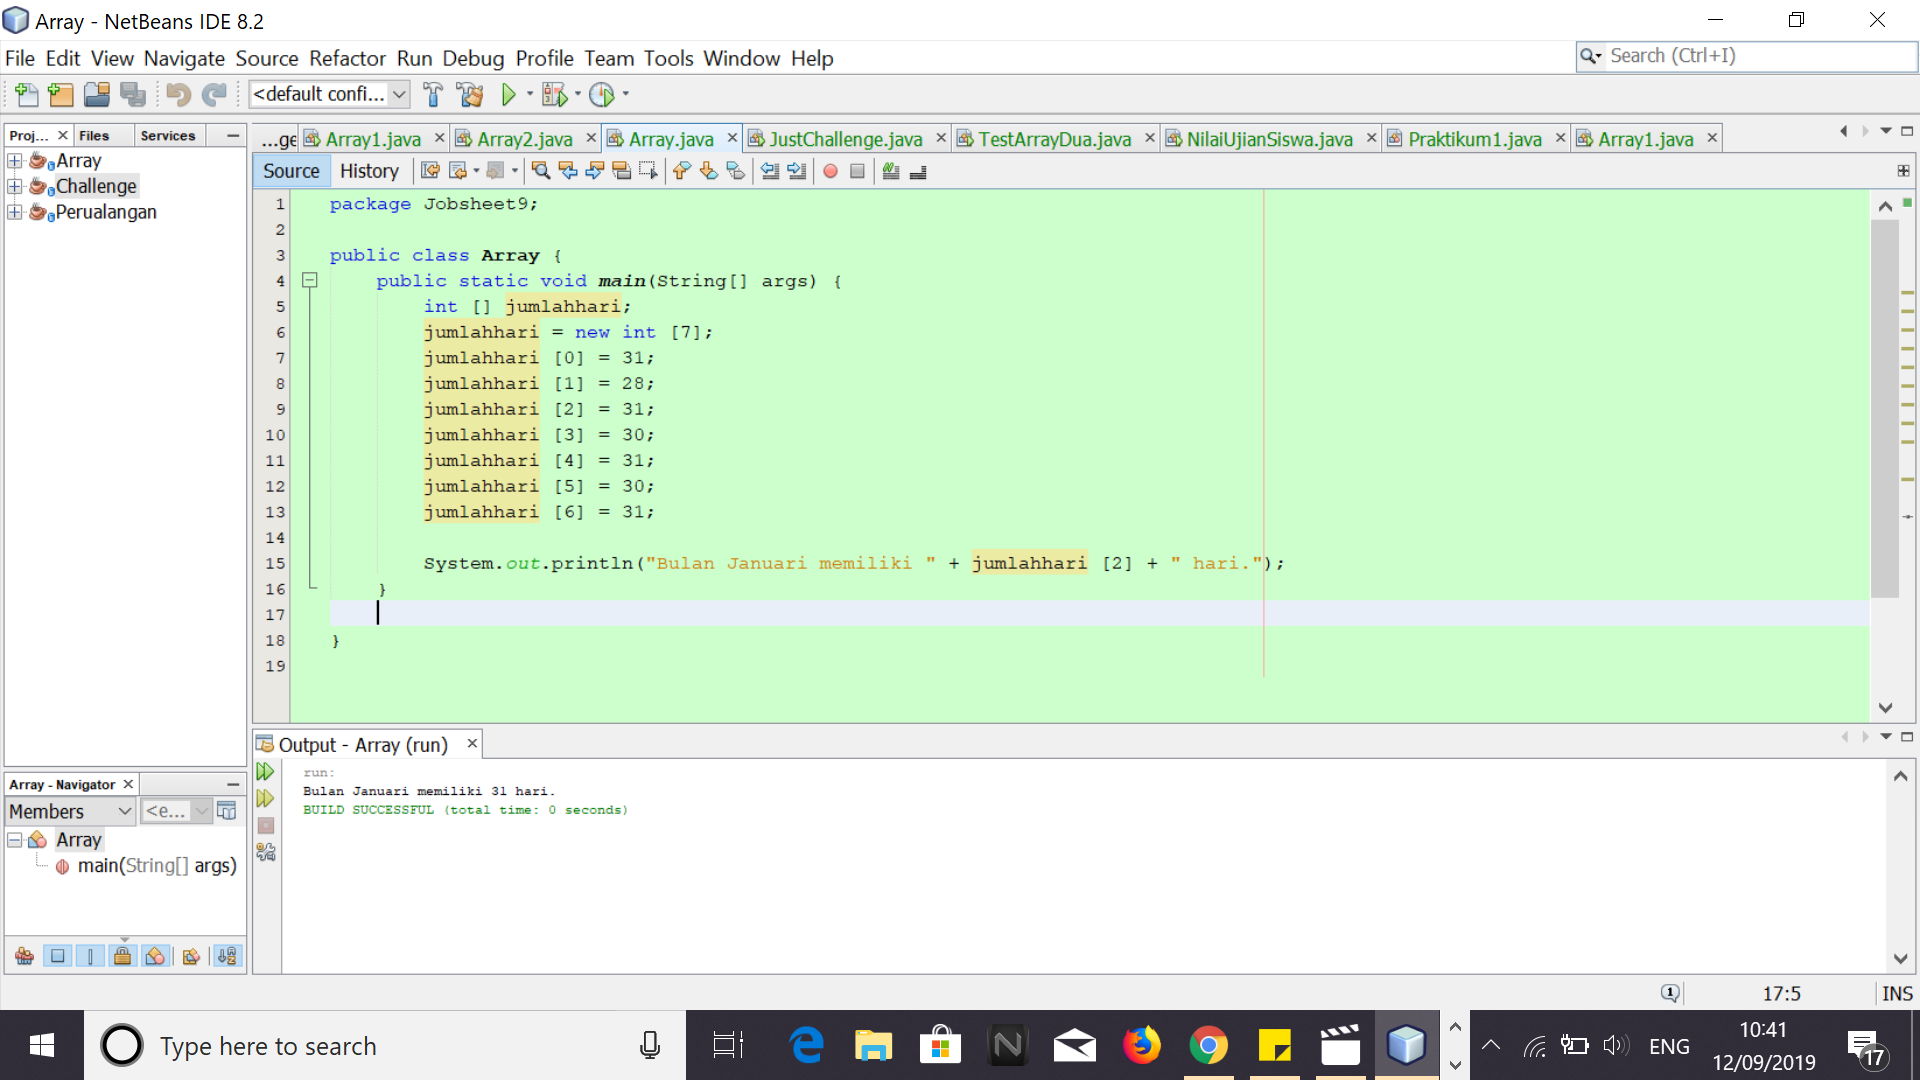 Array - NetBeans IDE 8.2
File Edit View Navigate Source Refactor Run Debug Profile Team Tools Window Help
Search (Ctrl+I)
<default confi...
Proj... Files Services
Array
Challenge
Perualangan
...ge Array1.java Array2.java Array.java JustChallenge.java TestArrayDua.java NilaiUjianSiswa.java Praktikum1.java Array1.java
Source History
1 package Jobsheet9;
2
3 public class Array {
4 public static void main(String[] args) {
5 int [] jumlahhari;
6 jumlahhari = new int [7];
7 jumlahhari [0] = 31;
8 jumlahhari [1] = 28;
9 jumlahhari [2] = 31;
10 jumlahhari [3] = 30;
11 jumlahhari [4] = 31;
12 jumlahhari [5] = 30;
13 jumlahhari [6] = 31;
14
15 System.out.println("Bulan Januari memiliki " + jumlahhari [2] + " hari.");
16 }
17
18 }
19
Output - Array (run)
run:
Bulan Januari memiliki 31 hari.
BUILD SUCCESSFUL (total time: 0 seconds)
Array - Navigator
Members <e...
Array
main(String[] args)
1 17:5 INS
Type here to search
ENG
10:41
12/09/2019
17